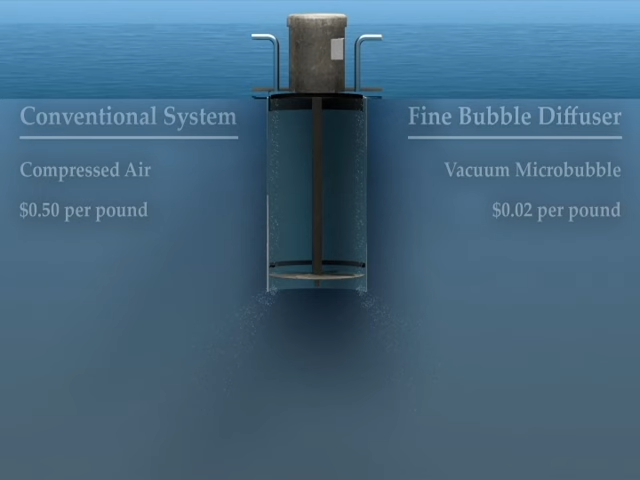 Conventional System
Compressed Air
$0.50 per pound
Fine Bubble Diffuser
Vacuum Microbubble
$0.02 per pound